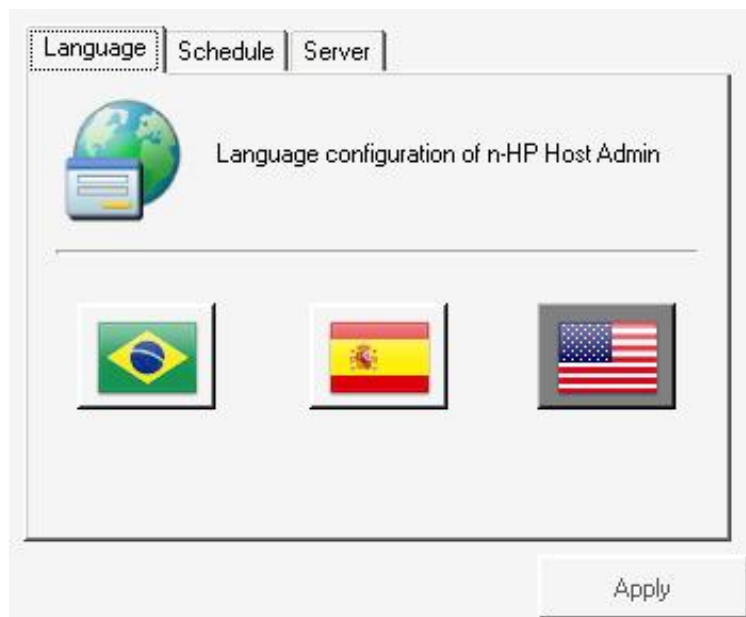 Language Schedule Server
Language configuration of n-HP Host Admin
Apply